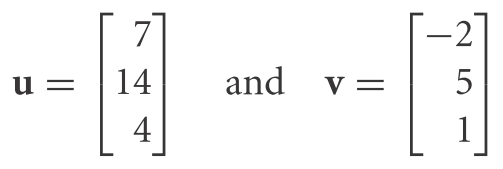 u = [7 14 4] and v = [−2 5 1]